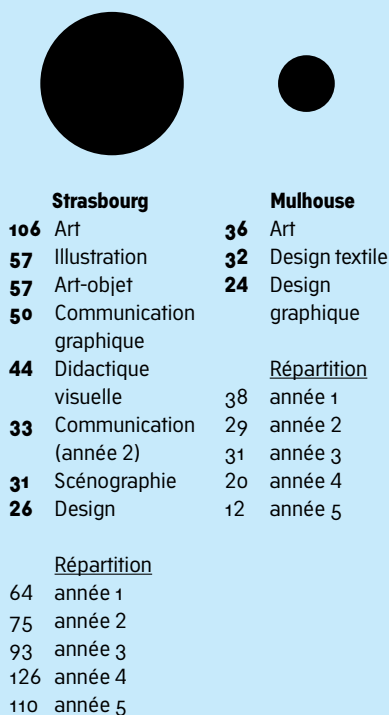 Strasbourg
106 Art
57 Illustration
57 Art-objet
50 Communication
graphique
44 Didactique
visuelle
33 Communication
(année 2)
31 Scénographie
26 Design
Répartition
64 année 1
75 année 2
93 année 3
126 année 4
110 année 5
Mulhouse
36 Art
32 Design textile
24 Design
graphique
Répartition
38 année 1
29 année 2
31 année 3
20 année 4
12 année 5